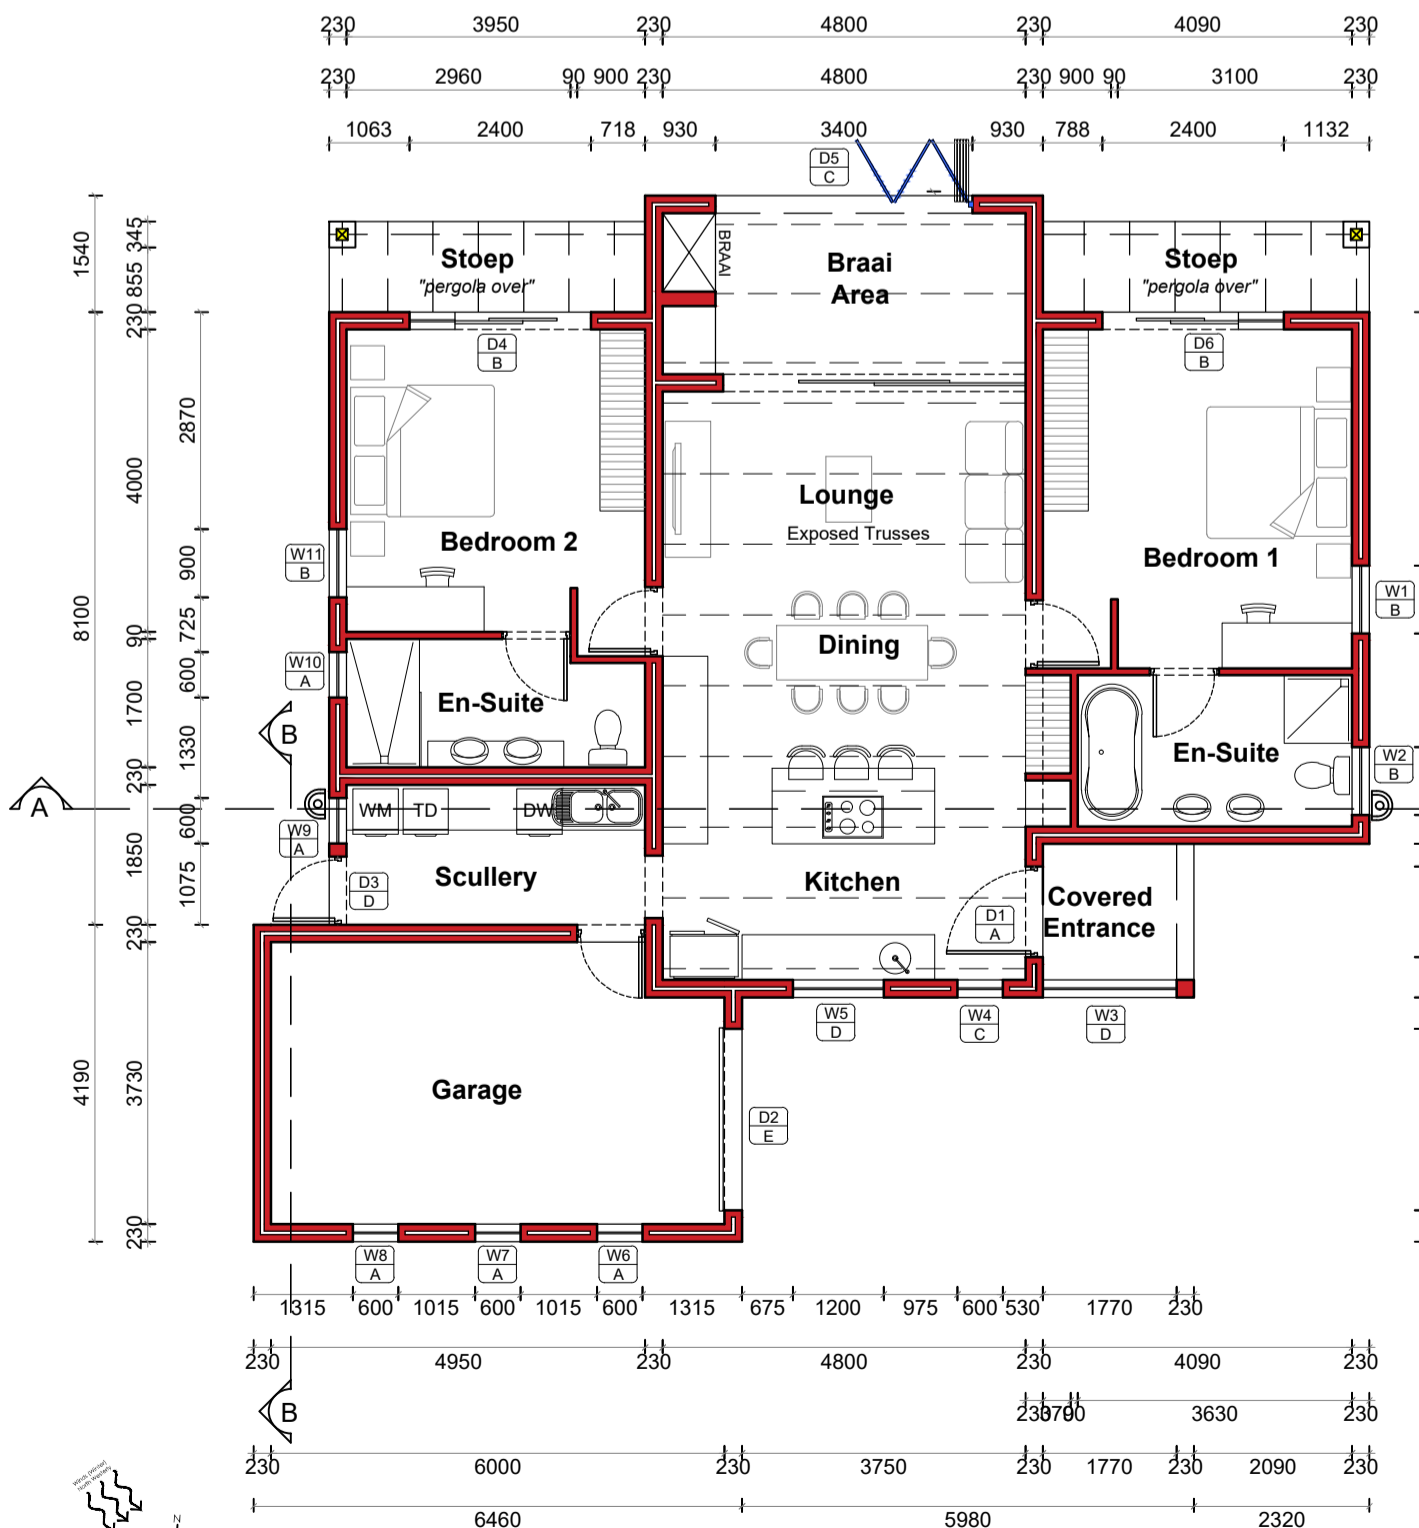 230 3950 230 4800 230 4090 230
230 2960 90 900 230 4800 230 900 90 3100 230
1063 2400 718 930 3400 930 788 2400 1132
D5
C
1540
345
855
230
BRAAI
Stoep
"pergola over"
Braai
Area
Stoep
"pergola over"
D4
B
D6
B
2870
4000
Lounge
Exposed Trusses
Bedroom 2
Bedroom 1
W11
B
900
W1
B
8100
725
90
Dining
W10
A
600
1700
En-Suite
B
1330
En-Suite
W2
B
230
A
WM TD DW
600
W9
A
1850
1075
D3
D
Scullery
Kitchen
Covered
Entrance
D1
A
230
W5
D
W4
C
W3
D
4190
3730
Garage
D2
E
230
W8
A
W7
A
W6
A
1315 600 1015 600 1015 600 1315 675 1200 975 600 530 1770 230
230 4950 230 4800 230 4090 230
B
230 370 90 3630 230
230 6000 230 3750 230 1770 230 2090 230
Winds (Winter)
North Westerly
N
6460 5980 2320